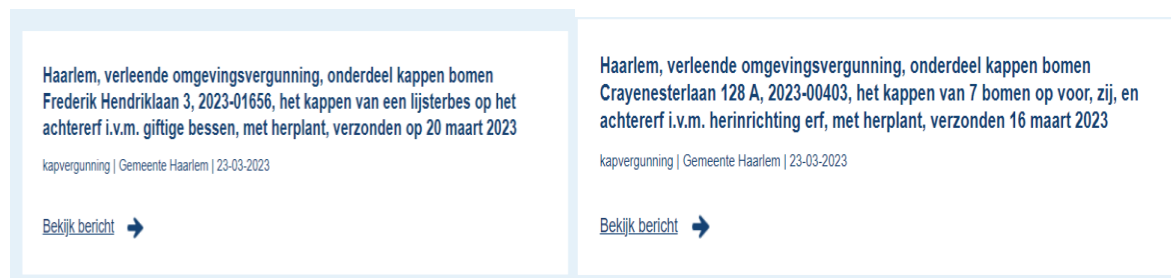 Haarlem, verleende omgevingsvergunning, onderdeel kappen bomen
Frederik Hendriklaan 3, 2023-01656, het kappen van een lijsterbes op het
achtererf i.v.m. giftige bessen, met herplant, verzonden op 20 maart 2023
kapvergunning | Gemeente Haarlem | 23-03-2023
Bekijk bericht
Haarlem, verleende omgevingsvergunning, onderdeel kappen bomen
Crayenesterlaan 128 A, 2023-00403, het kappen van 7 bomen op voor, zij, en
achtererf i.v.m. herinrichting erf, met herplant, verzonden 16 maart 2023
kapvergunning | Gemeente Haarlem | 23-03-2023
Bekijk bericht